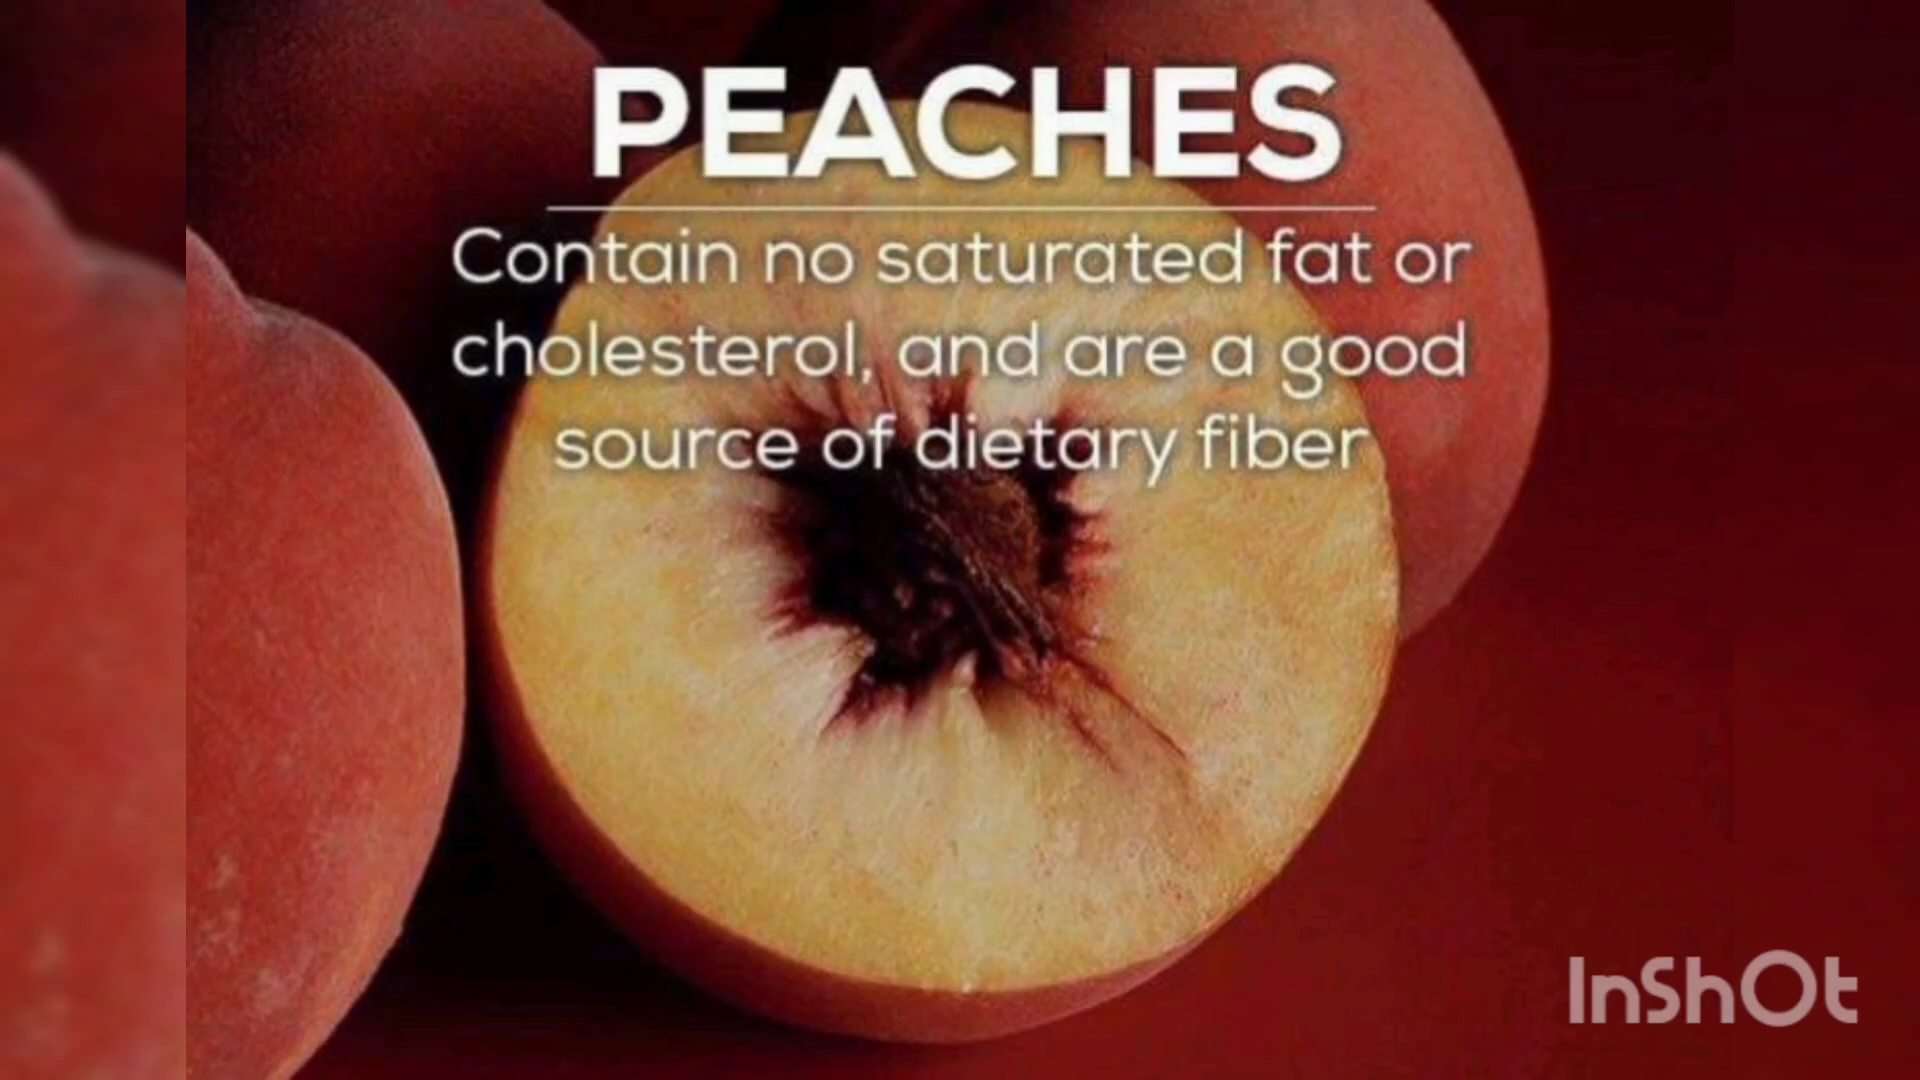 PEACHES
Contain no saturated fat or
cholesterol, and are a good
source of dietary fiber
InShOt